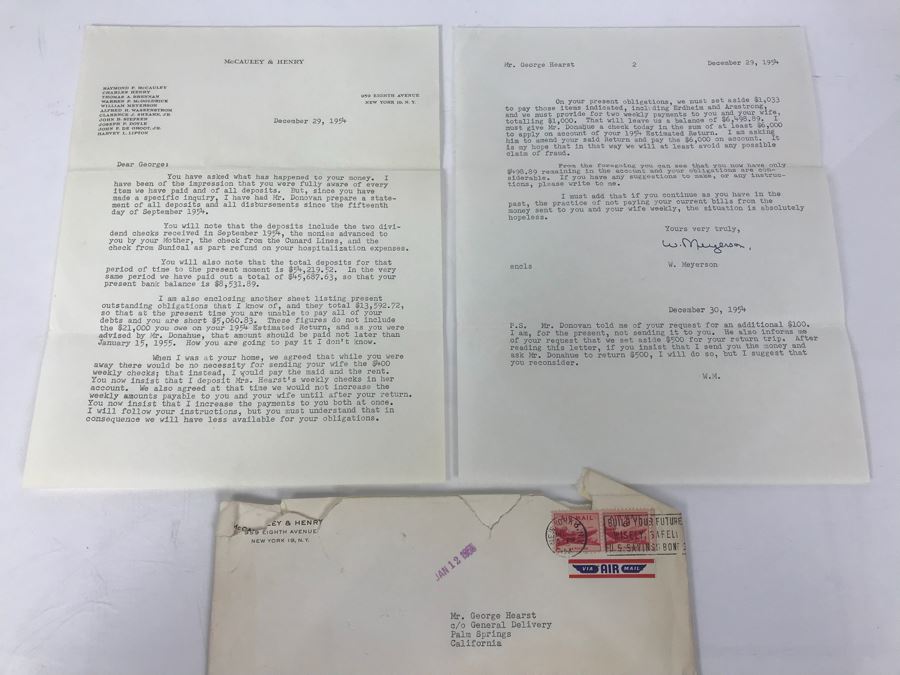 McCAULEY & HENRY
RAYMOND F. McCAULEY
CHARLES HENRY
THOMAS A. BRENNAN
WARREN P. McGOLDRICK
WILLIAM MEYERSON
ALFRED H. WASSERSTROM
CLARENCE J. SHEARN, JR.
JOHN B. STEPHEN
JOSEPH F. DOYLE
JOHN P. DE GROOT, JR.
HARVEY L. LIPTON
959 EIGHTH AVENUE
NEW YORK 19, N.Y.
December 29, 1954
Dear George:
You have asked what has happened to your money. I
have been of the impression that you were fully aware of every
item we have paid and of all deposits. But, since you have
made a specific inquiry, I have had Mr. Donovan prepare a state-
ment of all deposits and all disbursements since the fifteenth
day of September 1954.
You will note that the deposits include the two divi-
dend checks received in September 1954, the monies advanced to
you by your Mother, the check from the Cunard Lines, and the
check from Sunical as part refund on your hospitalization expenses.
You will also note that the total deposits for that
period of time to the present moment is $54,219.52. In the very
same period we have paid out a total of $45,687.63, so that your
present bank balance is $8,531.89.
I am also enclosing another sheet listing present
outstanding obligations that I know of, and they total $13,592.72,
so that at the present time you are unable to pay all of your
debts and you are short $5,060.83. These figures do not include
the $21,000 you owe on your 1954 Estimated Return, and as you were
advised by Mr. Donahue, that amount should be paid not later than
January 15, 1955. How you are going to pay it I don't know.
When I was at your home, we agreed that while you were
away there would be no necessity for sending your wife the $400
weekly checks; that instead, I would pay the maid and the rent.
You now insist that I deposit Mrs. Hearst's weekly checks in her
account. We also agreed at that time we would not increase the
weekly amounts payable to you and your wife until after your return.
You now insist that I increase the payments to you both at once.
I will follow your instructions, but you must understand that in
consequence we will have less available for your obligations.
Mr. George Hearst 2 December 29, 1954
On your present obligations, we must set aside $1,033
to pay those items indicated, including Erdheim and Armstrong,
and we must provide for two weekly payments to you and your wife,
totalling $1,000. That will leave us a balance of $6,498.89. I
must give Mr. Donahue a check today in the sum of at least $6,000
to apply on account of your 1954 Estimated Return. I am asking
him to amend your said Return and pay the $6,000 on account. It
is my hope that in that way we will at least avoid any possible
claim of fraud.
From the foregoing you can see that you now have only
$498.89 remaining in the account and your obligations are con-
siderable. If you have any suggestions to make, or any instruc-
tions, please write to me.
I must add that if you continue as you have in the
past, the practice of not paying your current bills from the
money sent to you and your wife weekly, the situation is absolutely
hopeless.
Yours very truly,
W. Meyerson
encls W. Meyerson
December 30, 1954
P.S. Mr. Donovan told me of your request for an additional $100.
I am, for the present, not sending it to you. He also informs me
of your request that we set aside $500 for your return trip. After
reading this letter, if you insist that I send you the money and
ask Mr. Donahue to return $500, I will do so, but I suggest that
you reconsider.
W.M.
McCAULEY & HENRY
959 EIGHTH AVENUE
NEW YORK 19, N.Y.
JAN 12
BUILD YOUR FUTURE
WISELY, SAFELY
U.S. SAVINGS BONDS
VIA AIR MAIL
Mr. George Hearst
c/o General Delivery
Palm Springs
California